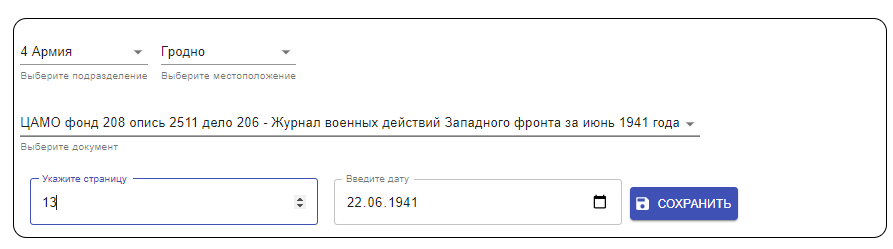 4 Армия Гродно
Выберите подразделение Выберите местоположение
ЦАМО фонд 208 опись 2511 дело 206 - Журнал военных действий Западного фронта за июнь 1941 года
Выберите документ
Укажите страницу Введите дату
13 22.06.1941 СОХРАНИТЬ